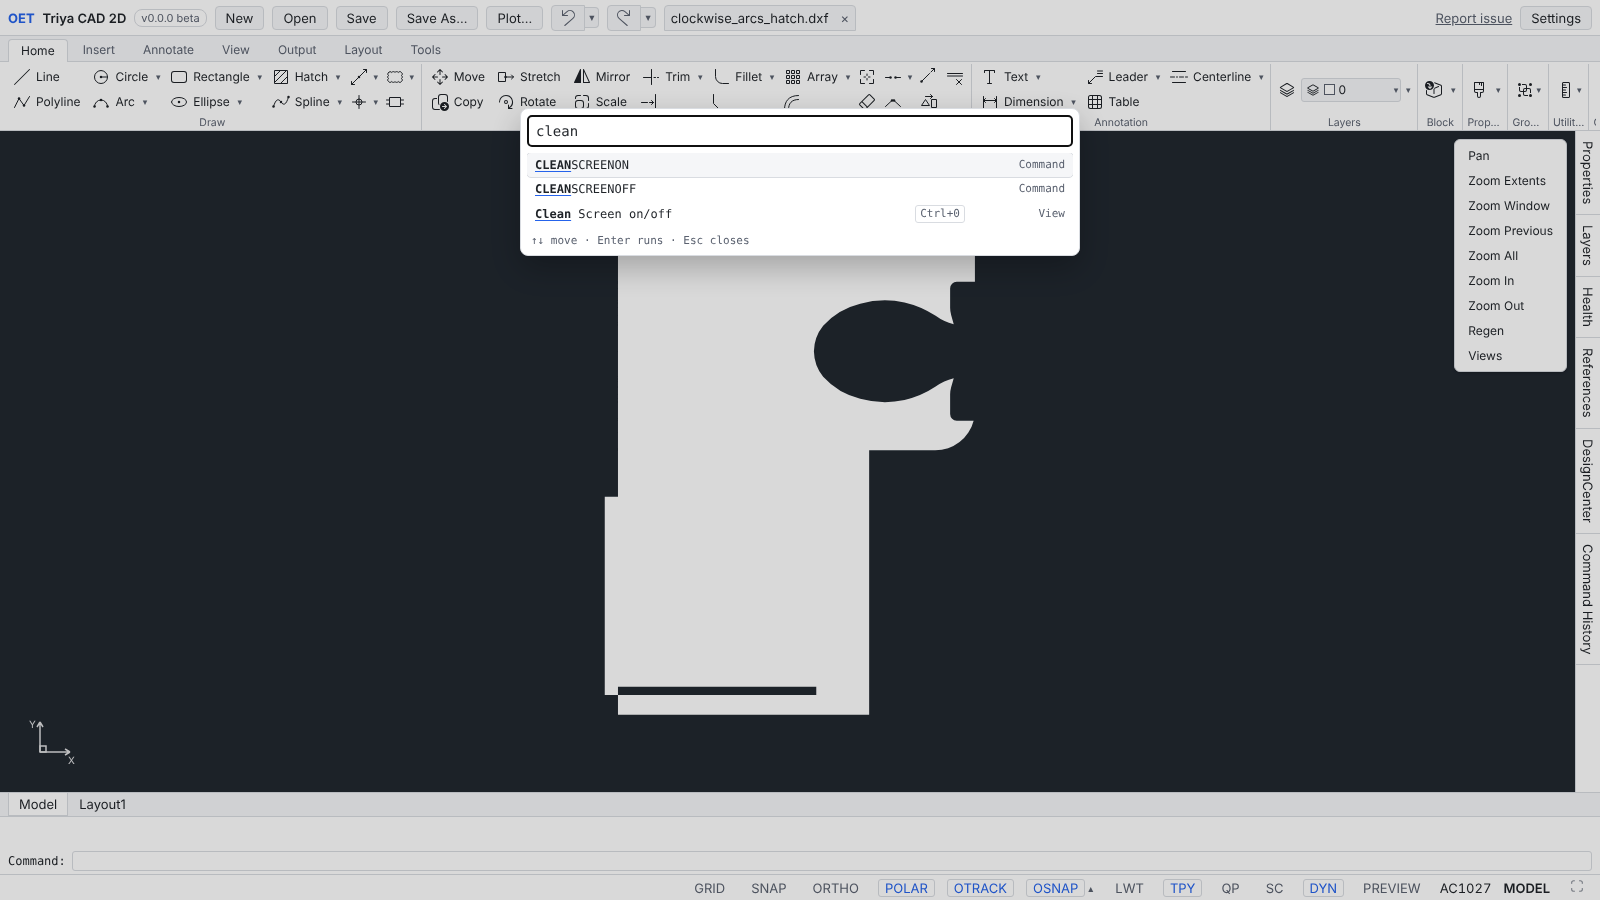 OET Triya CAD 2D v0.0.0 beta New Open Save Save As... Plot... clockwise_arcs_hatch.dxf × Report issue Settings
Home Insert Annotate View Output Layout Tools
Line Circle Rectangle Hatch Move Stretch Mirror Trim Fillet Array Text Leader Centerline
Polyline Arc Ellipse Spline Copy Rotate Scale Dimension Table
0
Draw Annotation Layers Block Prop... Gro... Utilit...
clean
CLEANSCREENON Command
CLEANSCREENOFF Command
Clean Screen on/off Ctrl+0 View
↑↓ move · Enter runs · Esc closes
Pan
Zoom Extents
Zoom Window
Zoom Previous
Zoom All
Zoom In
Zoom Out
Regen
Views
Properties
Layers
Health
References
DesignCenter
Command History
Y
X
Model Layout1
Command:
GRID SNAP ORTHO POLAR OTRACK OSNAP LWT TPY QP SC DYN PREVIEW AC1027 MODEL